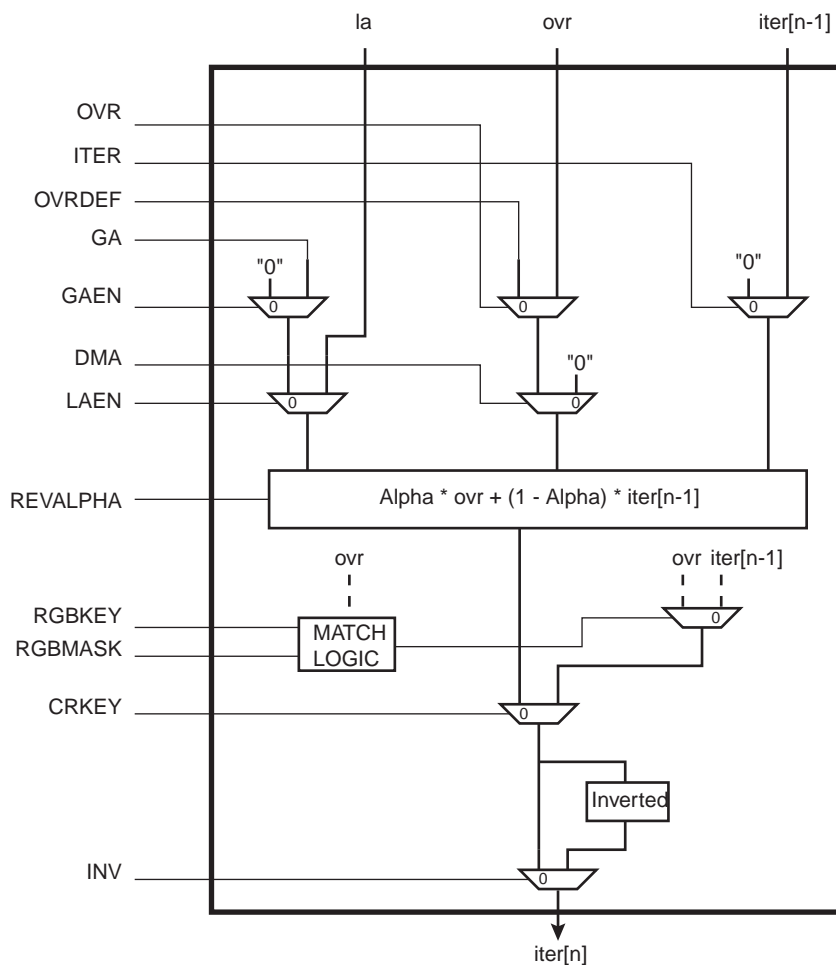 la ovr iter[n-1]
OVR
ITER
OVRDEF
GA
"0" "0"
GAEN 0 0 0
DMA "0"
LAEN 0 0
REVALPHA Alpha * ovr + (1 - Alpha) * iter[n-1]
ovr ovr iter[n-1]
RGBKEY 0
MATCH
RGBMASK LOGIC
CRKEY 0
Inverted
INV 0
iter[n]